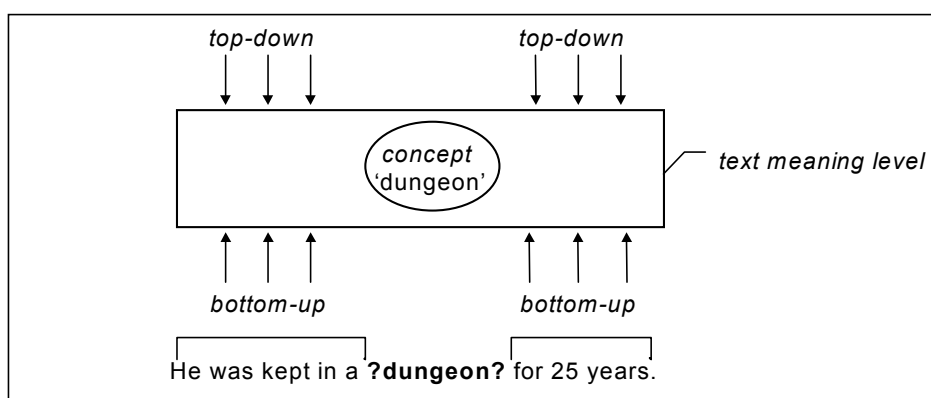 top-down top-down
concept
‘dungeon’
text meaning level
bottom-up bottom-up
He was kept in a ?dungeon? for 25 years.